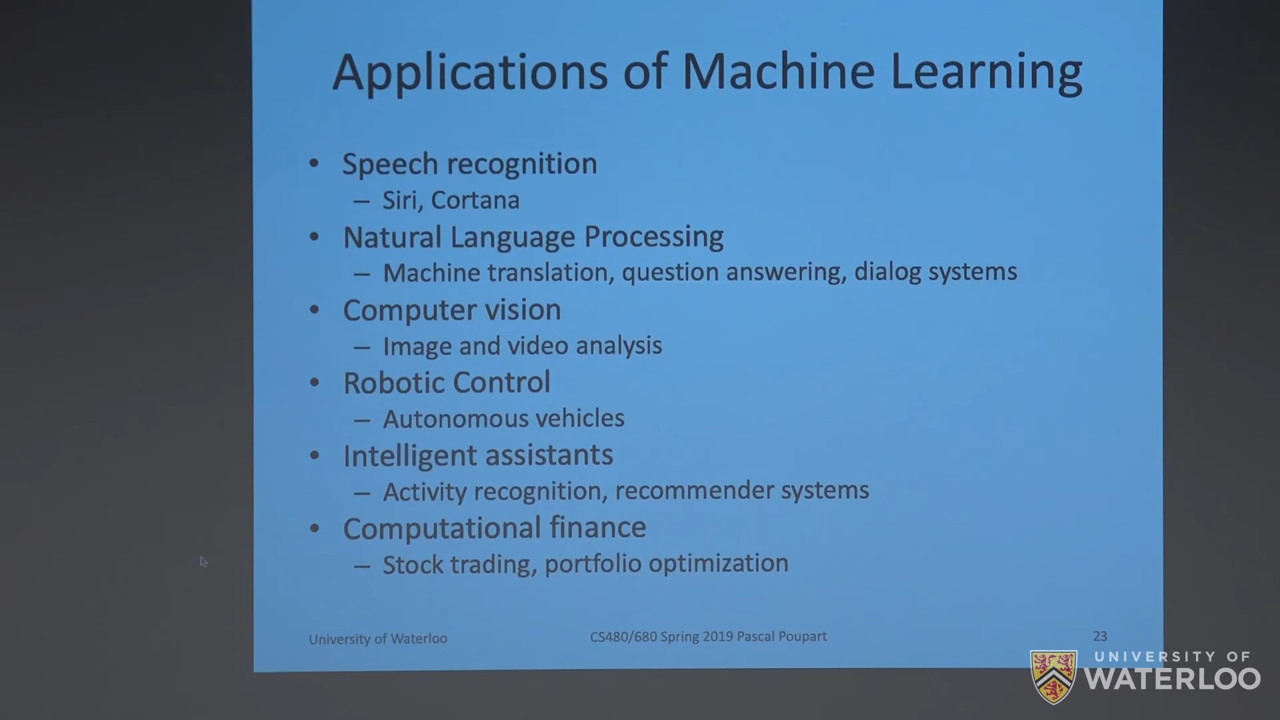 Applications of Machine Learning
• Speech recognition
– Siri, Cortana
• Natural Language Processing
– Machine translation, question answering, dialog systems
• Computer vision
– Image and video analysis
• Robotic Control
– Autonomous vehicles
• Intelligent assistants
– Activity recognition, recommender systems
• Computational finance
– Stock trading, portfolio optimization
University of Waterloo
CS480/680 Spring 2019 Pascal Poupart
23
UNIVERSITY OF
WATERLOO